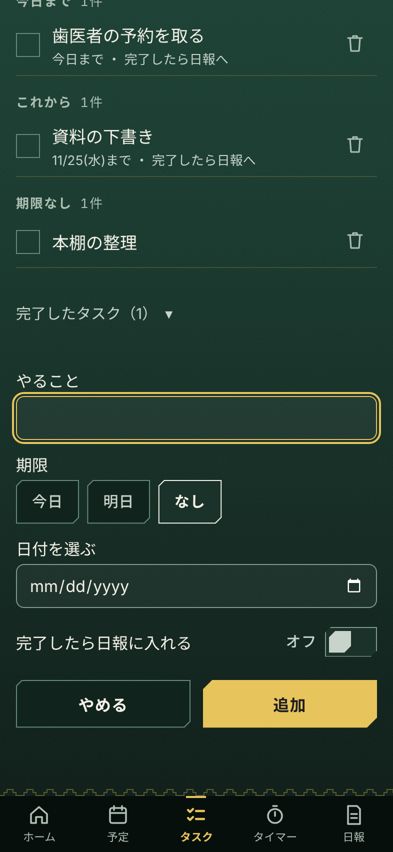 今日まで 1件
歯医者の予約を取る
今日まで ・ 完了したら日報へ
これから 1件
資料の下書き
11/25(水)まで ・ 完了したら日報へ
期限なし 1件
本棚の整理
完了したタスク（1） ▼
やること
期限
今日 明日 なし
日付を選ぶ
mm/dd/yyyy
完了したら日報に入れる オフ
やめる 追加
ホーム 予定 タスク タイマー 日報